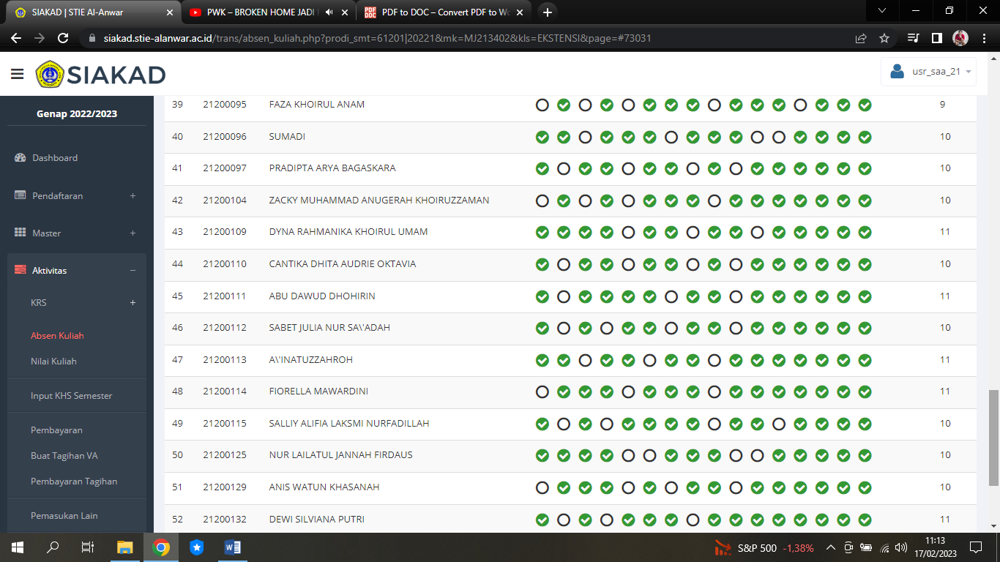 SIAKAD | STIE Al-Anwar
PWK – BROKEN HOME JADI
PDF to DOC – Convert PDF to Wo
siakad.stie-alanwar.ac.id/trans/absen_kuliah.php?prodi_smt=61201|20221&mk=MJ213402&kls=EKSTENSI&page=#73031
SIAKAD
usr_saa_21
Genap 2022/2023
Dashboard
Pendaftaran +
Master +
Aktivitas –
KRS +
Absen Kuliah
Nilai Kuliah
Input KHS Semester
Pembayaran
Buat Tagihan VA
Pembayaran Tagihan
Pemasukan Lain
39 21200095 FAZA KHOIRUL ANAM 9
40 21200096 SUMADI 10
41 21200097 PRADIPTA ARYA BAGASKARA 10
42 21200104 ZACKY MUHAMMAD ANUGERAH KHOIRUZZAMAN 10
43 21200109 DYNA RAHMANIKA KHOIRUL UMAM 11
44 21200110 CANTIKA DHITA AUDRIE OKTAVIA 10
45 21200111 ABU DAWUD DHOHIRIN 11
46 21200112 SABET JULIA NUR SA\'ADAH 10
47 21200113 A\'INATUZZAHROH 11
48 21200114 FIORELLA MAWARDINI 11
49 21200115 SALLIY ALIFIA LAKSMI NURFADILLAH 10
50 21200125 NUR LAILATUL JANNAH FIRDAUS 10
51 21200129 ANIS WATUN KHASANAH 10
52 21200132 DEWI SILVIANA PUTRI 11
S&P 500 -1,38%
11:13
17/02/2023